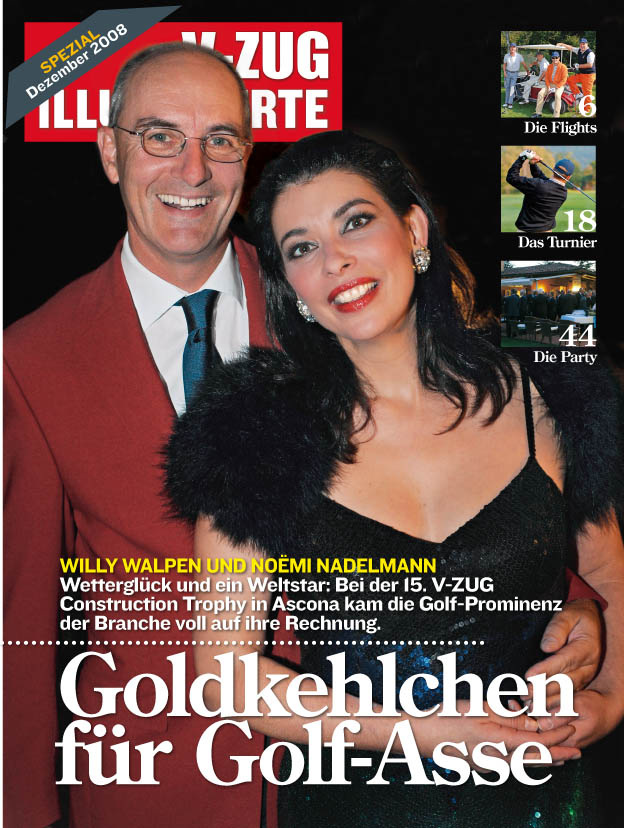 SPEZIAL
Dezember 2008
V-ZUG
ILLU RTE
6
Die Flights
18
Das Turnier
44
Die Party
WILLY WALPEN UND NOËMI NADELMANN
Wetterglück und ein Weltstar: Bei der 15. V-ZUG
Construction Trophy in Ascona kam die Golf-Prominenz
der Branche voll auf ihre Rechnung.
Goldkehlchen
für Golf-Asse